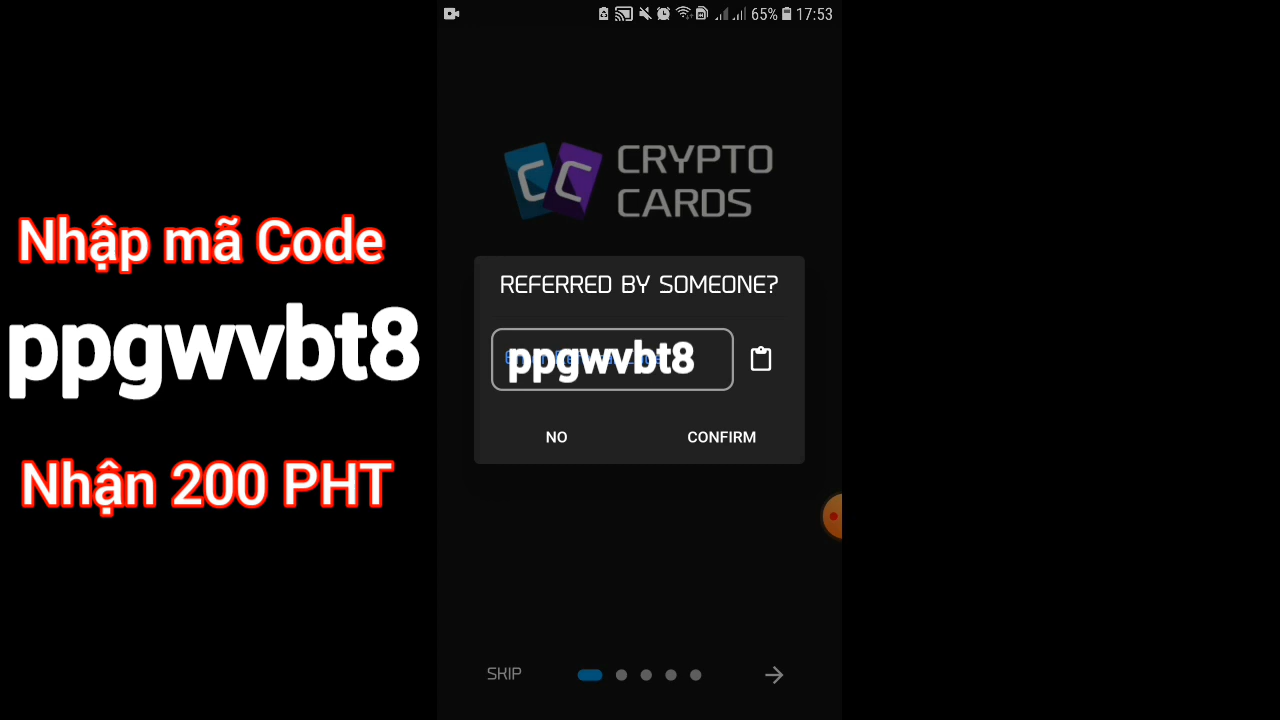 65% 17:53
CRYPTO
CARDS
Nhập mã Code
ppgwvbt8
Nhận 200 PHT
REFERRED BY SOMEONE?
ppgwvbt8
NO CONFIRM
SKIP